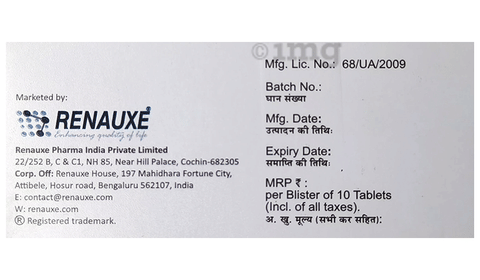 ©1mg
Marketed by:
RENAUXE
Enhancing quality of life
Renauxe Pharma India Private Limited
22/252 B, C & C1, NH 85, Near Hill Palace, Cochin-682305
Corp. Off: Renauxe House, 197 Mahidhara Fortune City,
Attibele, Hosur road, Bengaluru 562107, India
E: contact@renauxe.com
W: renauxe.com
® Registered trademark.
Mfg. Lic. No.: 68/UA/2009
Batch No.:
घान संख्या
Mfg. Date:
उत्पादन की तिथि:
Expiry Date:
समाप्ति की तिथि:
MRP ₹ :
per Blister of 10 Tablets
(Incl. of all taxes).
अ. खु. मूल्य (सभी कर सहित):